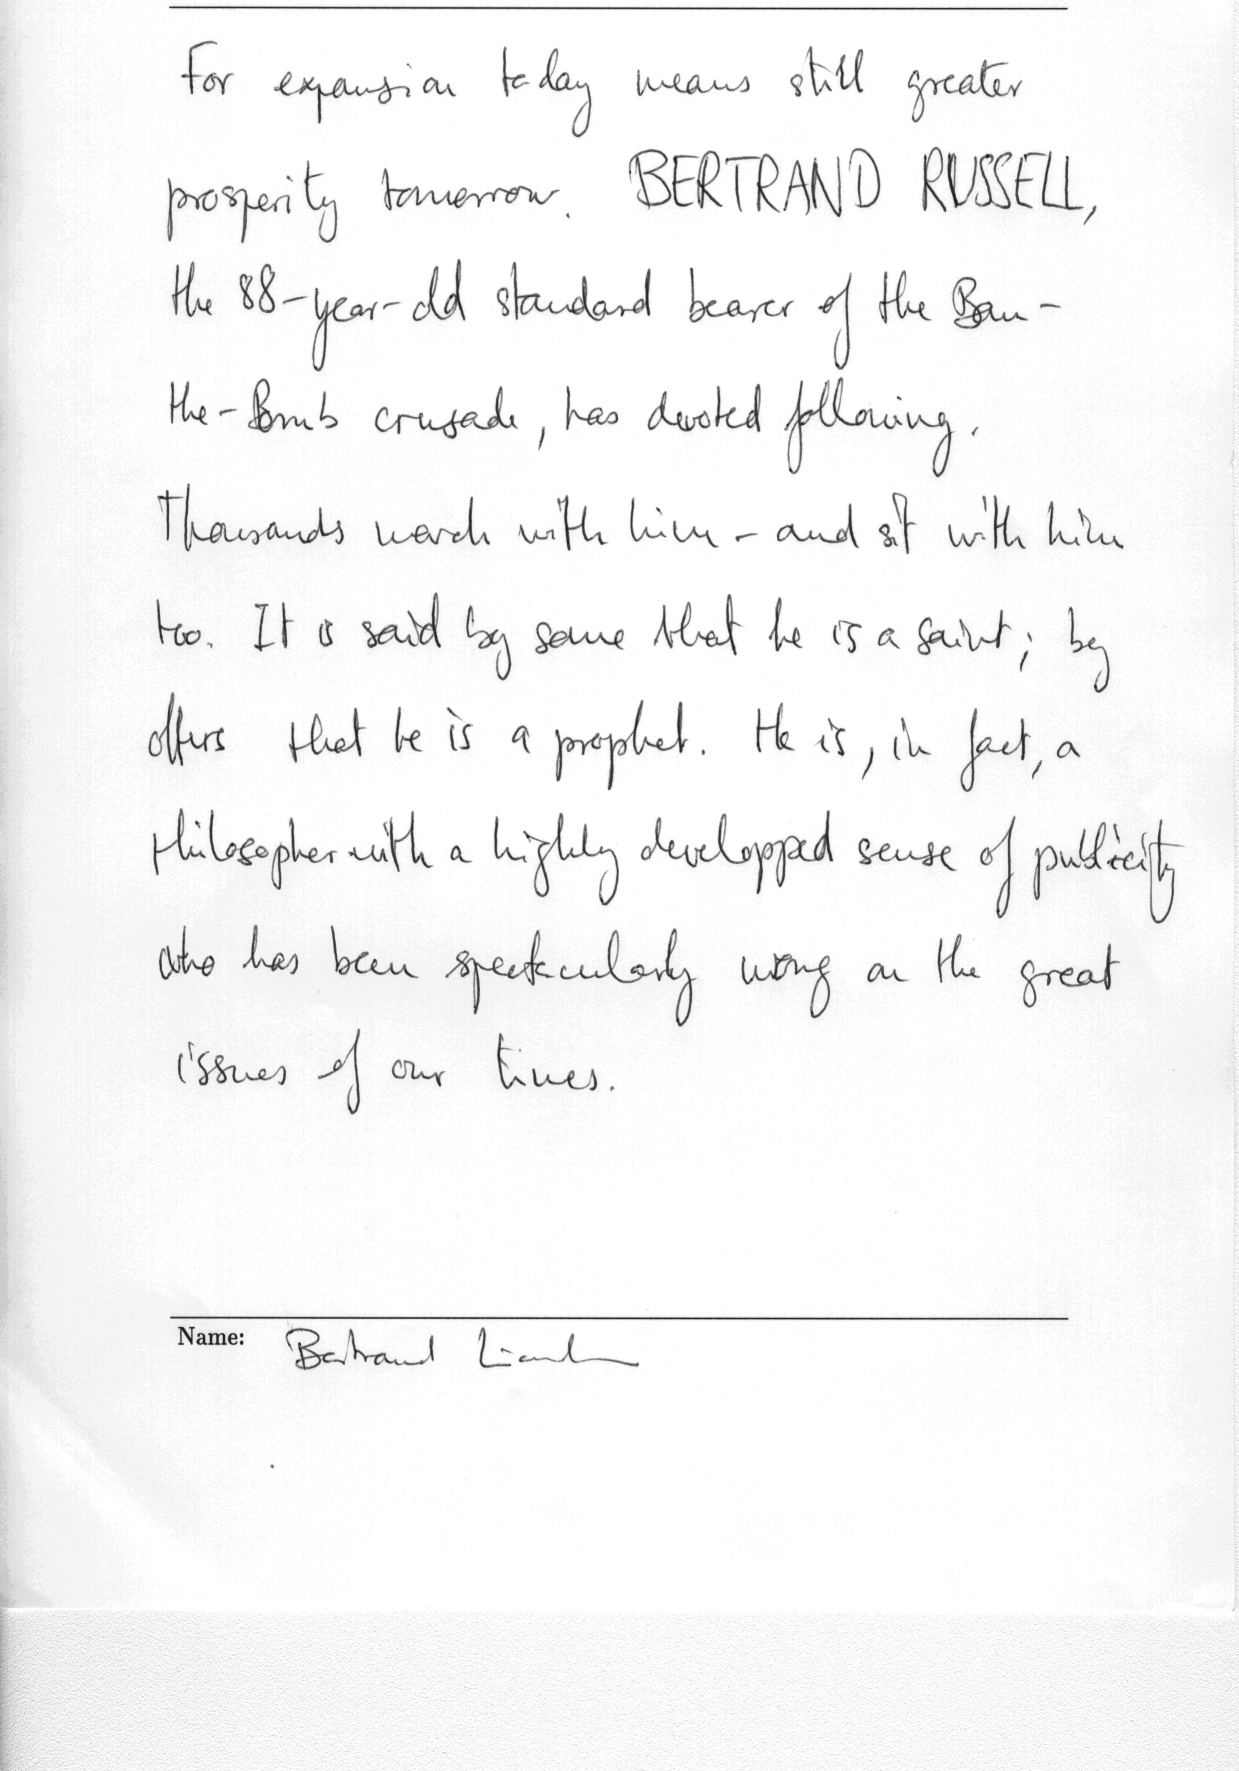 For expansion today means still greater
prosperity tomorrow. BERTRAND RUSSELL,
the 88-year-old standard bearer of the Ban-
the-Bomb crusade, has devoted following.
Thousands march with him - and sit with him
too. It is said by some that he is a saint; by
others that he is a prophet. He is, in fact, a
philosopher with a highly developped sense of publicity
who has been spectacularly wrong on the great
issues of our times.
Name: Bertrand